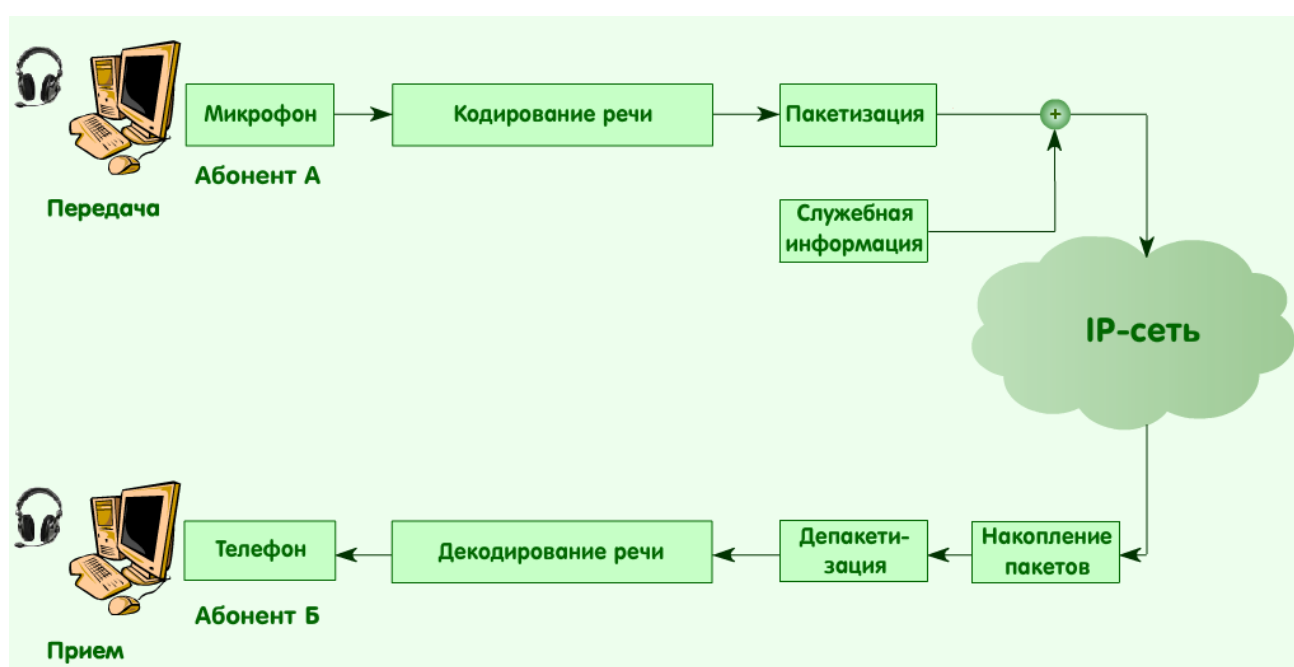 Микрофон
Кодирование речи
Пакетизация
+
Абонент А
Передача
Служебная
информация
IP-сеть
Телефон
Декодирование речи
Депакети-
зация
Накопление
пакетов
Абонент Б
Прием